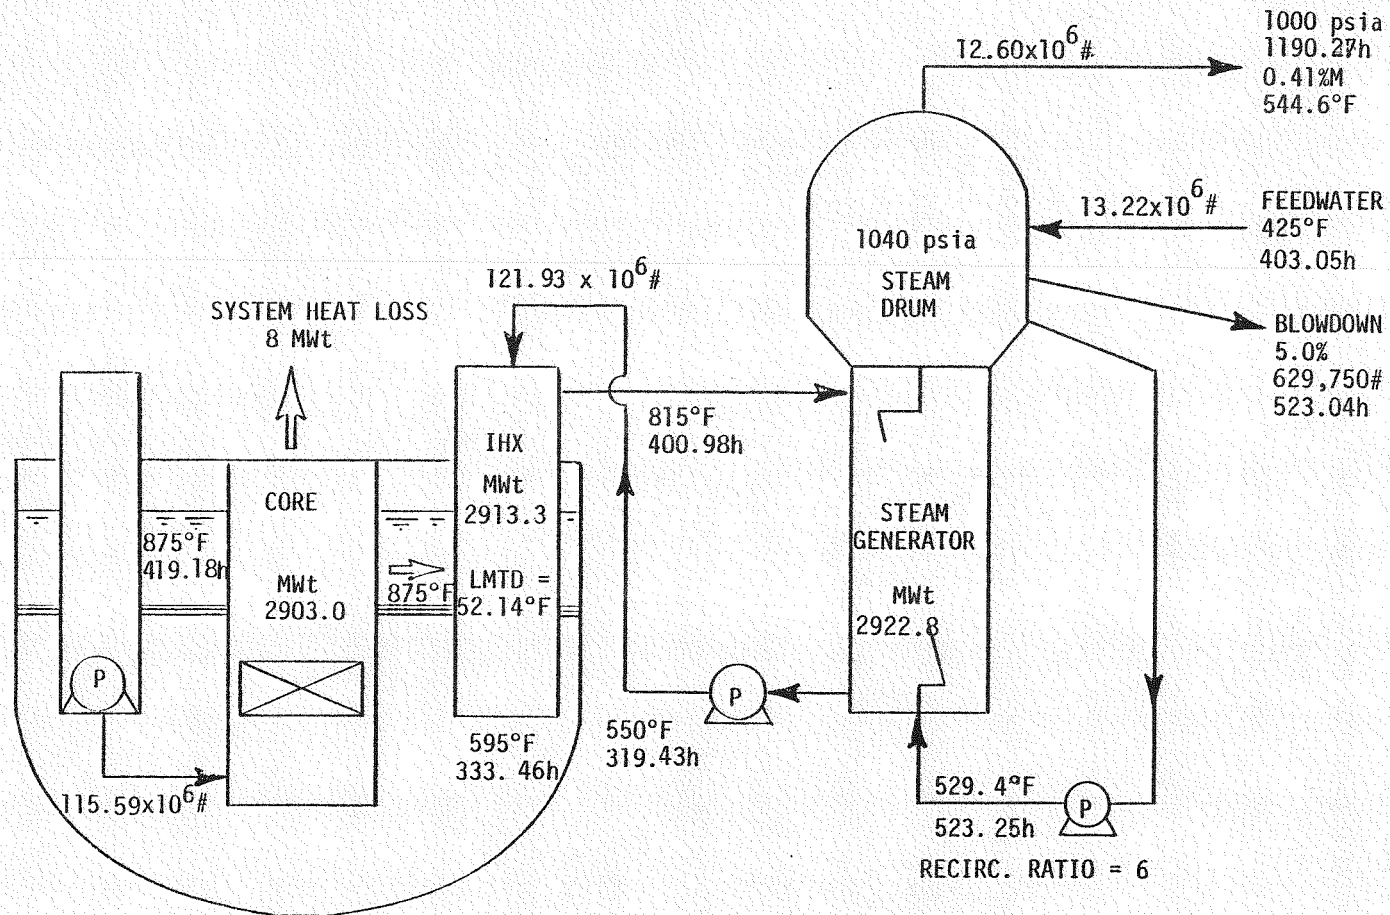 1000 psia
1190.27h
0.41%M
544.6°F
12.60x10⁶#
FEEDWATER
425°F
403.05h
13.22x10⁶#
1040 psia
STEAM
DRUM
BLOWDOWN
5.0%
629,750#
523.04h
121.93 x 10⁶#
SYSTEM HEAT LOSS
8 MWt
815°F
400.98h
IHX
MWt
2913.3
LMTD =
52.14°F
CORE
MWt
2903.0
875°F
419.18h
875°F
STEAM
GENERATOR
MWt
2922.8
P
P
P
595°F
333.46h
550°F
319.43h
115.59x10⁶#
529.4°F
523.25h
RECIRC. RATIO = 6